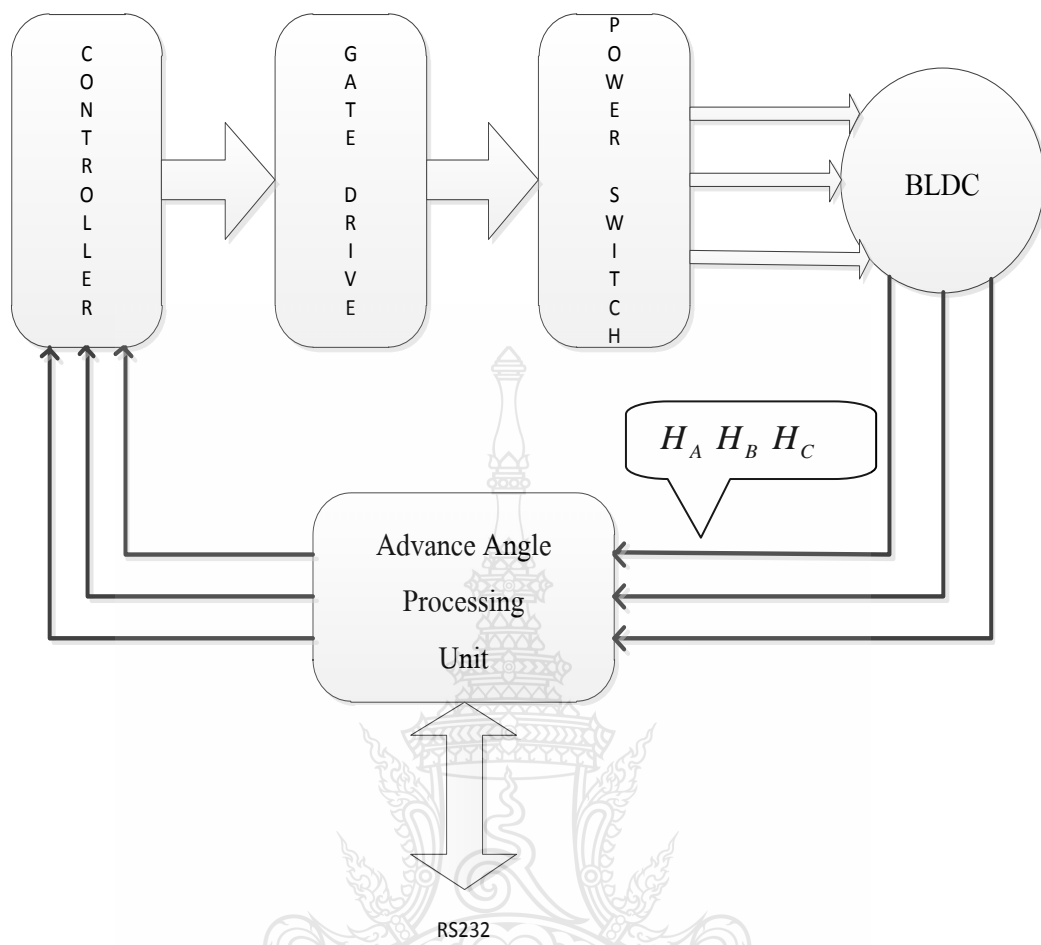 CONTROLLER
GATE DRIVE
POWER SWITCH
BLDC
H_A H_B H_C
Advance Angle
Processing
Unit
RS232